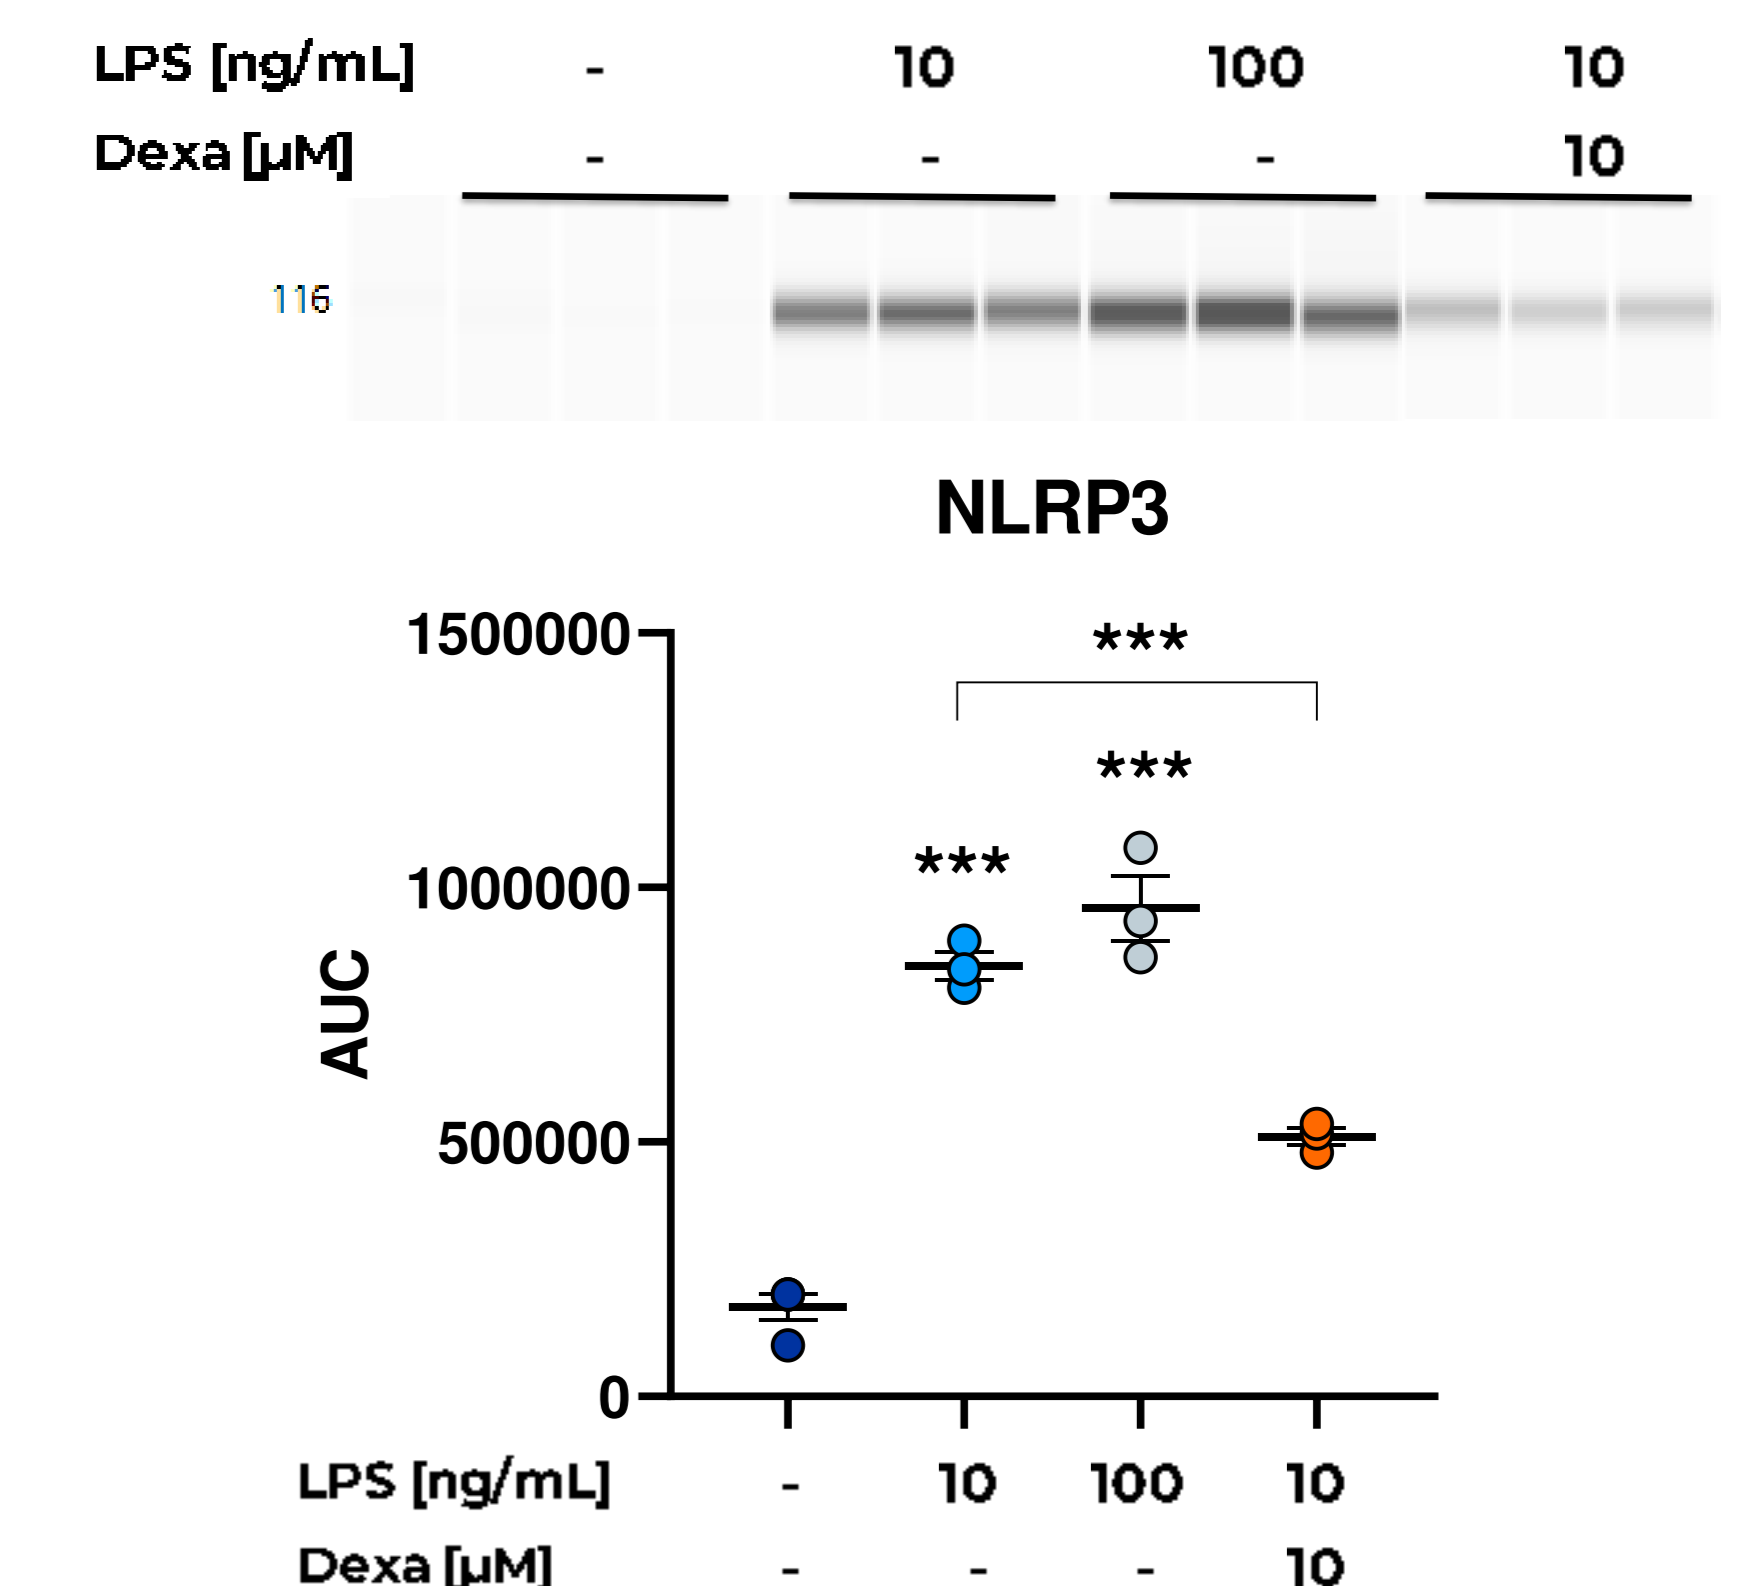 LPS [ng/mL] - 10 100 10
Dexa [µM] - - - 10
116
NLRP3
1500000
***
***
1000000
***
AUC
500000
0
LPS [ng/mL] - 10 100 10
Dexa [µM] - - - 10